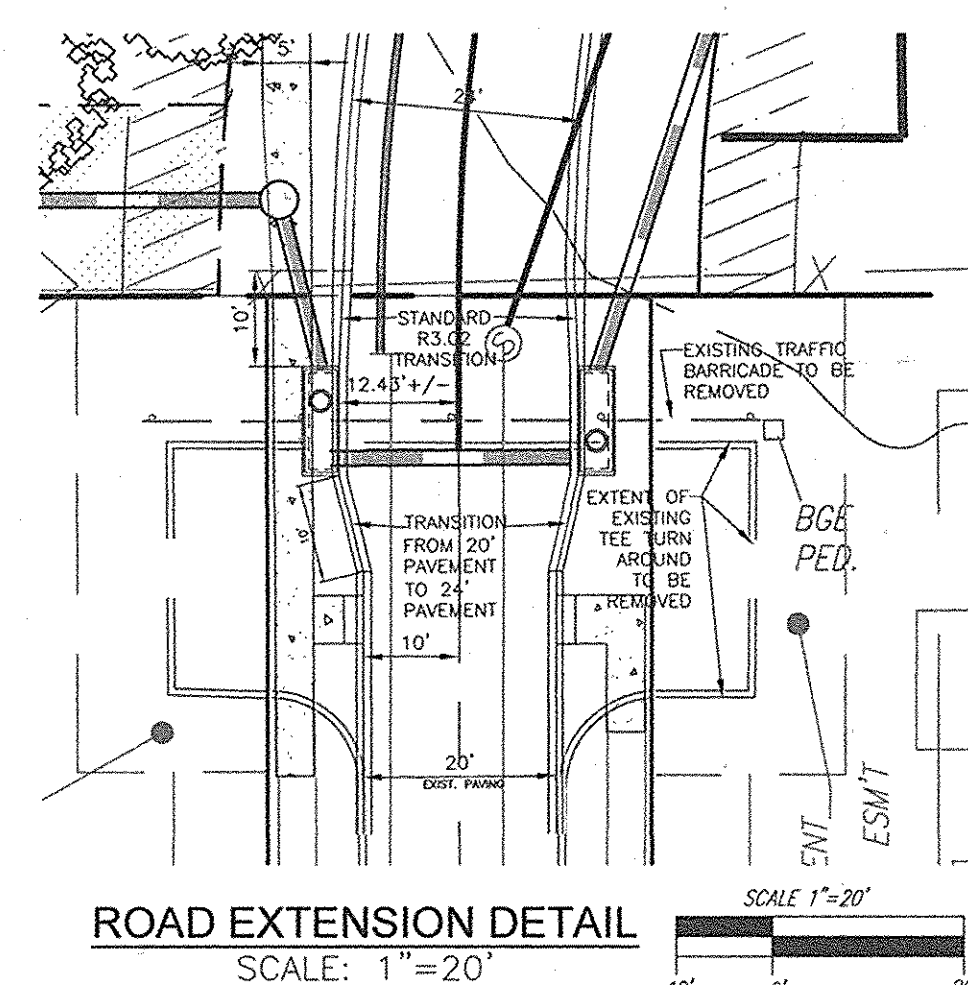 5'
24'
10'
STANDARD
R3.02
TRANSITION
12.43'+/-
S
X
EXISTING TRAFFIC
BARRICADE TO BE
REMOVED
10'
TRANSITION
FROM 20'
PAVEMENT
TO 24'
PAVEMENT
EXTENT OF
EXISTING
TEE TURN
AROUND
TO BE
REMOVED
BGE
PED.
10'
20'
EXIST. PAVING
ENT
ESM'T
ROAD EXTENSION DETAIL
SCALE: 1"=20'
SCALE 1"=20'